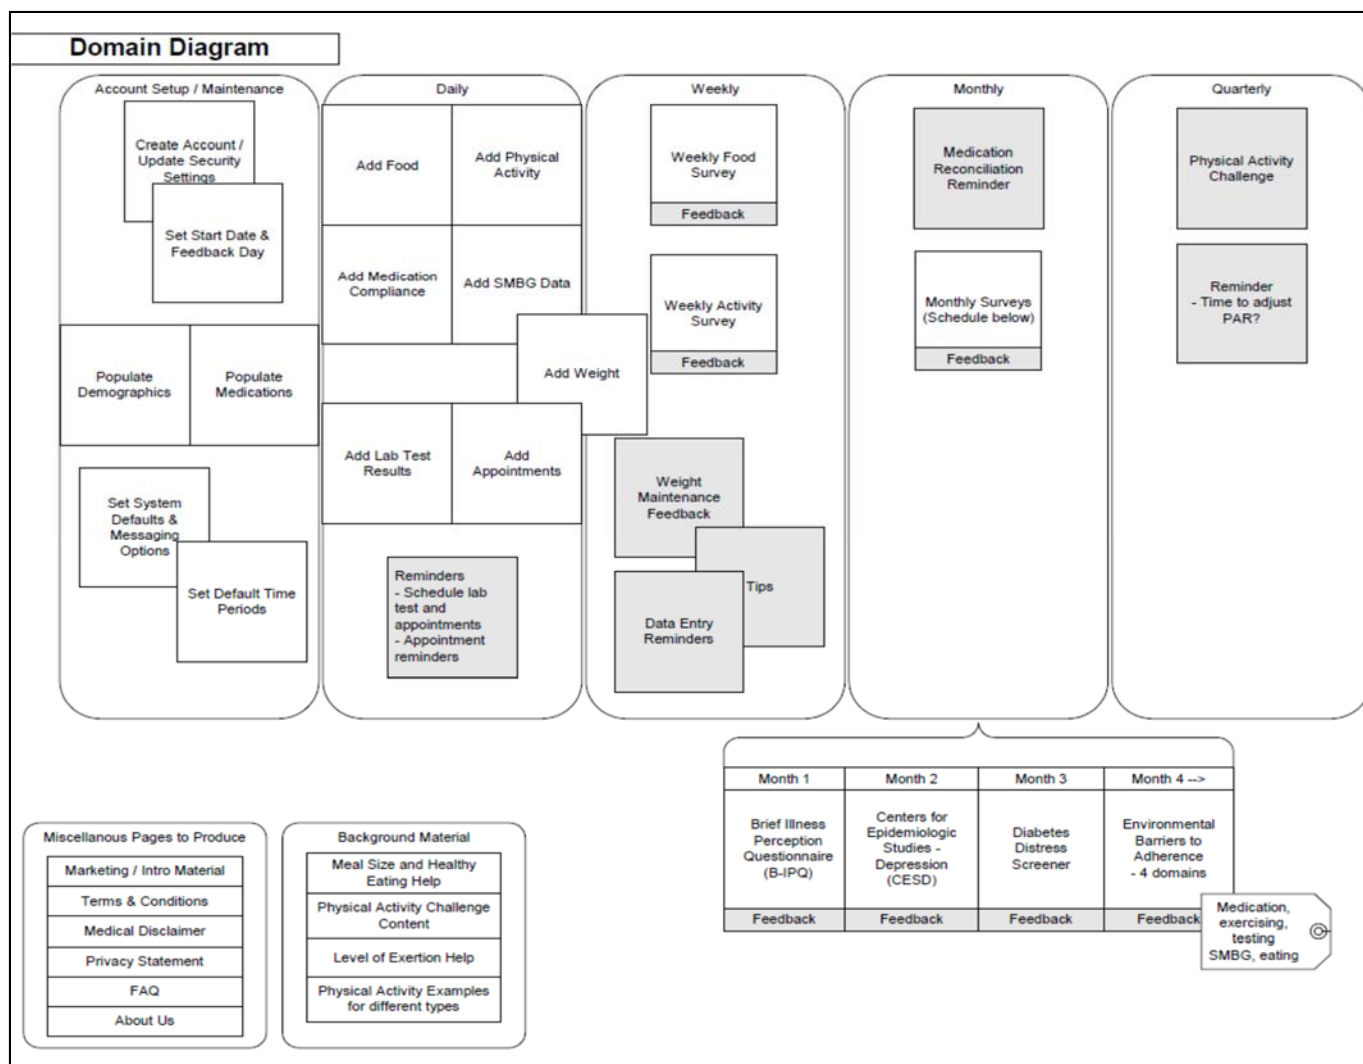 Domain Diagram
Account Setup / Maintenance
Create Account /
Update Security
Settings
Set Start Date &
Feedback Day
Populate
Demographics
Populate
Medications
Set System
Defaults &
Messaging
Options
Set Default Time
Periods
Daily
Add Food
Add Physical
Activity
Add Medication
Compliance
Add SMBG Data
Add Weight
Add Lab Test
Results
Add
Appointments
Reminders
- Schedule lab
test and
appointments
- Appointment
reminders
Weekly
Weekly Food
Survey
Feedback
Weekly Activity
Survey
Feedback
Weight
Maintenance
Feedback
Tips
Data Entry
Reminders
Monthly
Medication
Reconciliation
Reminder
Monthly Surveys
(Schedule below)
Feedback
Quarterly
Physical Activity
Challenge
Reminder
- Time to adjust
PAR?
Month 1
Month 2
Month 3
Month 4 -->
Brief Illness
Perception
Questionnaire
(B-IPQ)
Centers for
Epidemiologic
Studies -
Depression
(CESD)
Diabetes
Distress
Screener
Environmental
Barriers to
Adherence
- 4 domains
Feedback
Feedback
Feedback
Feedback
Medication,
exercising,
testing
SMBG, eating
Miscellanous Pages to Produce
Marketing / Intro Material
Terms & Conditions
Medical Disclaimer
Privacy Statement
FAQ
About Us
Background Material
Meal Size and Healthy
Eating Help
Physical Activity Challenge
Content
Level of Exertion Help
Physical Activity Examples
for different types